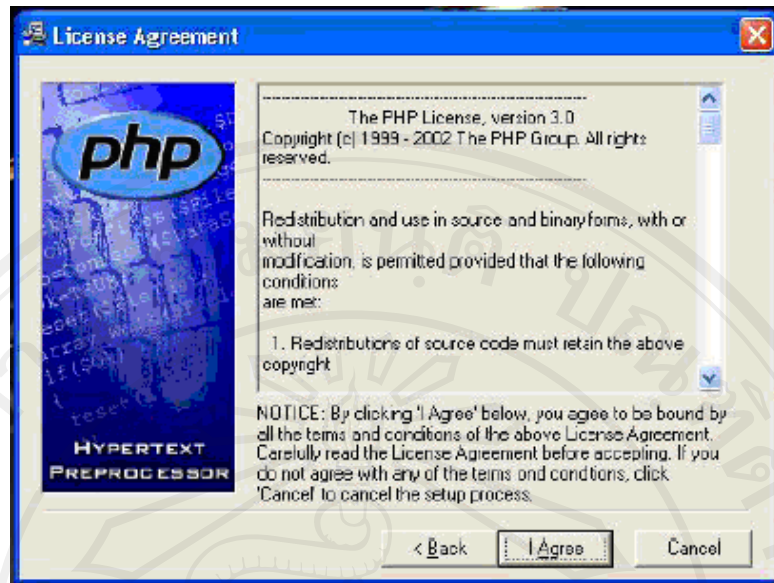 License Agreement
php
HYPERTEXT
PREPROCESSOR
The PHP License, version 3.0
Copyright (c) 1999 - 2002 The PHP Group. All rights
reserved.
Redistribution and use in source and binary forms, with or
without
modification, is permitted provided that the following
conditions
are met:
1. Redistributions of source code must retain the above
copyright
NOTICE: By clicking 'I Agree' below, you agree to be bound by
all the terms and conditions of the above License Agreement.
Carefully read the License Agreement before accepting. If you
do not agree with any of the terms and conditions, click
'Cancel' to cancel the setup process.
< Back
I Agree
Cancel